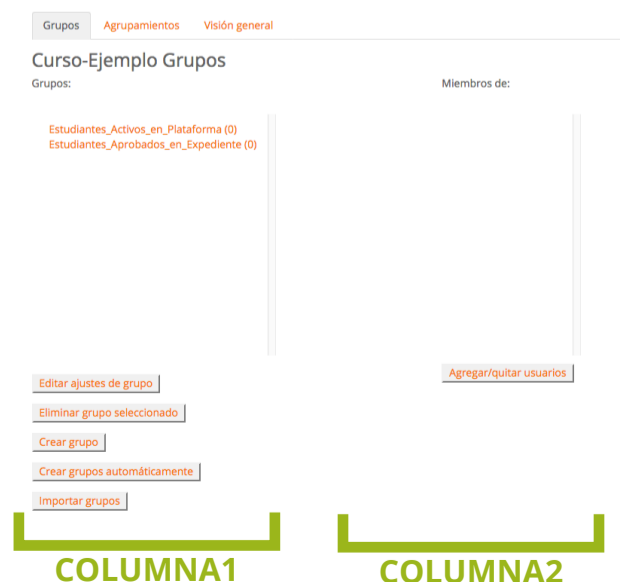 Grupos Agrupamientos Visión general
Curso-Ejemplo Grupos
Grupos:
Estudiantes_Activos_en_Plataforma (0)
Estudiantes_Aprobados_en_Expediente (0)
Editar ajustes de grupo
Eliminar grupo seleccionado
Crear grupo
Crear grupos automáticamente
Importar grupos
COLUMNA1
Miembros de:
Agregar/quitar usuarios
COLUMNA2